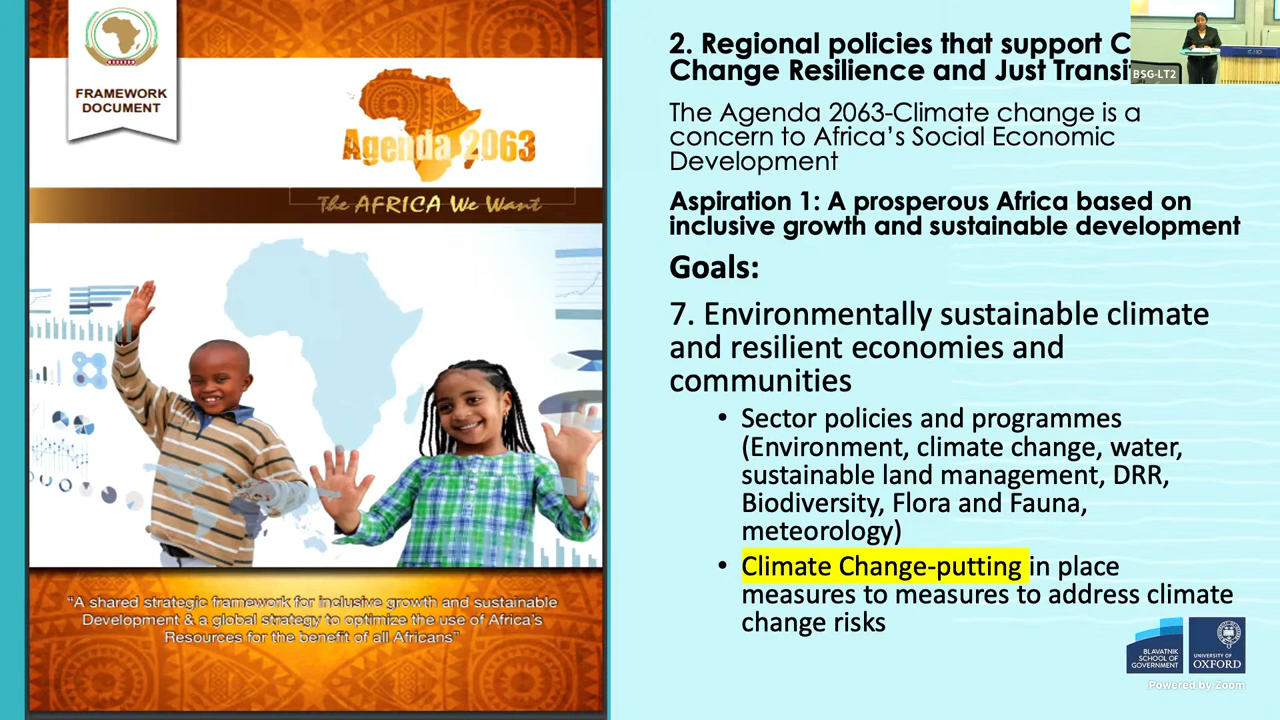 FRAMEWORK
DOCUMENT
Agenda 2063
The AFRICA We Want
"A shared strategic framework for inclusive growth and sustainable
Development & a global strategy to optimize the use of Africa's
Resources for the benefit of all Africans"
2. Regional policies that support C
Change Resilience and Just Transi
The Agenda 2063-Climate change is a
concern to Africa's Social Economic
Development
Aspiration 1: A prosperous Africa based on
inclusive growth and sustainable development
Goals:
7. Environmentally sustainable climate
and resilient economies and
communities
• Sector policies and programmes
(Environment, climate change, water,
sustainable land management, DRR,
Biodiversity, Flora and Fauna,
meteorology)
• Climate Change-putting in place
measures to measures to address climate
change risks
BSG-LT2
BLAVATNIK
SCHOOL OF
GOVERNMENT
UNIVERSITY OF
OXFORD
Powered by Zoom